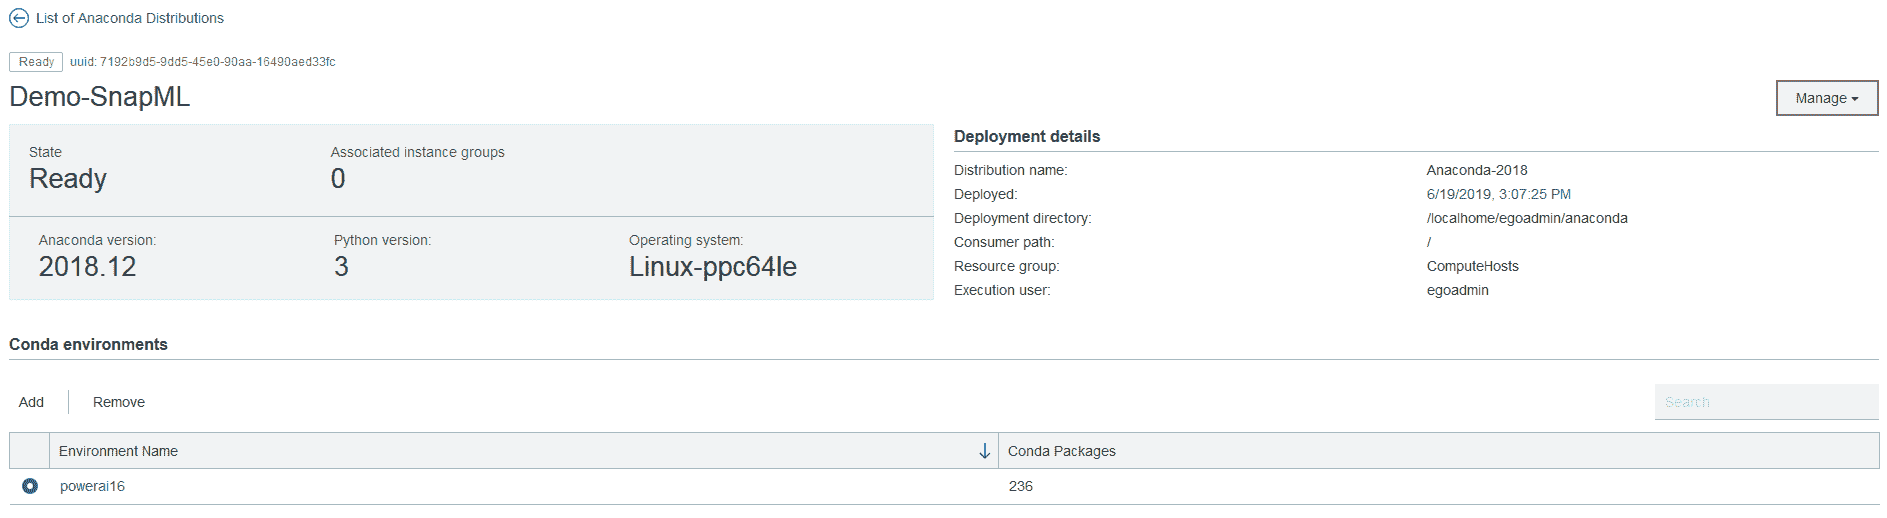 List of Anaconda Distributions
Ready uuid: 7192b9d5-9dd5-45e0-90aa-16490aed33fc
Demo-SnapML
Manage
State
Ready
Associated instance groups
0
Anaconda version:
2018.12
Python version:
3
Operating system:
Linux-ppc64le
Deployment details
Distribution name: Anaconda-2018
Deployed: 6/19/2019, 3:07:25 PM
Deployment directory: /localhome/egoadmin/anaconda
Consumer path: /
Resource group: ComputeHosts
Execution user: egoadmin
Conda environments
Add Remove Search
Environment Name Conda Packages
powerai16 236